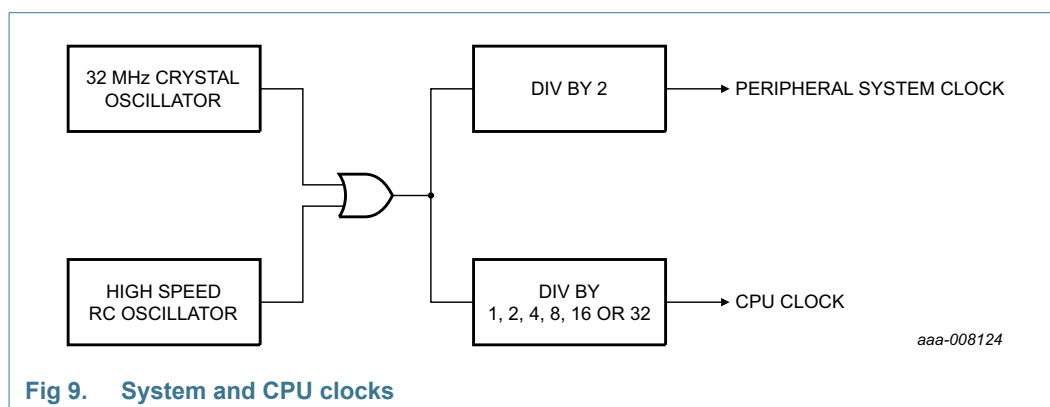 32 MHz CRYSTAL
OSCILLATOR
DIV BY 2
PERIPHERAL SYSTEM CLOCK
HIGH SPEED
RC OSCILLATOR
DIV BY
1, 2, 4, 8, 16 OR 32
CPU CLOCK
aaa-008124
Fig 9. System and CPU clocks